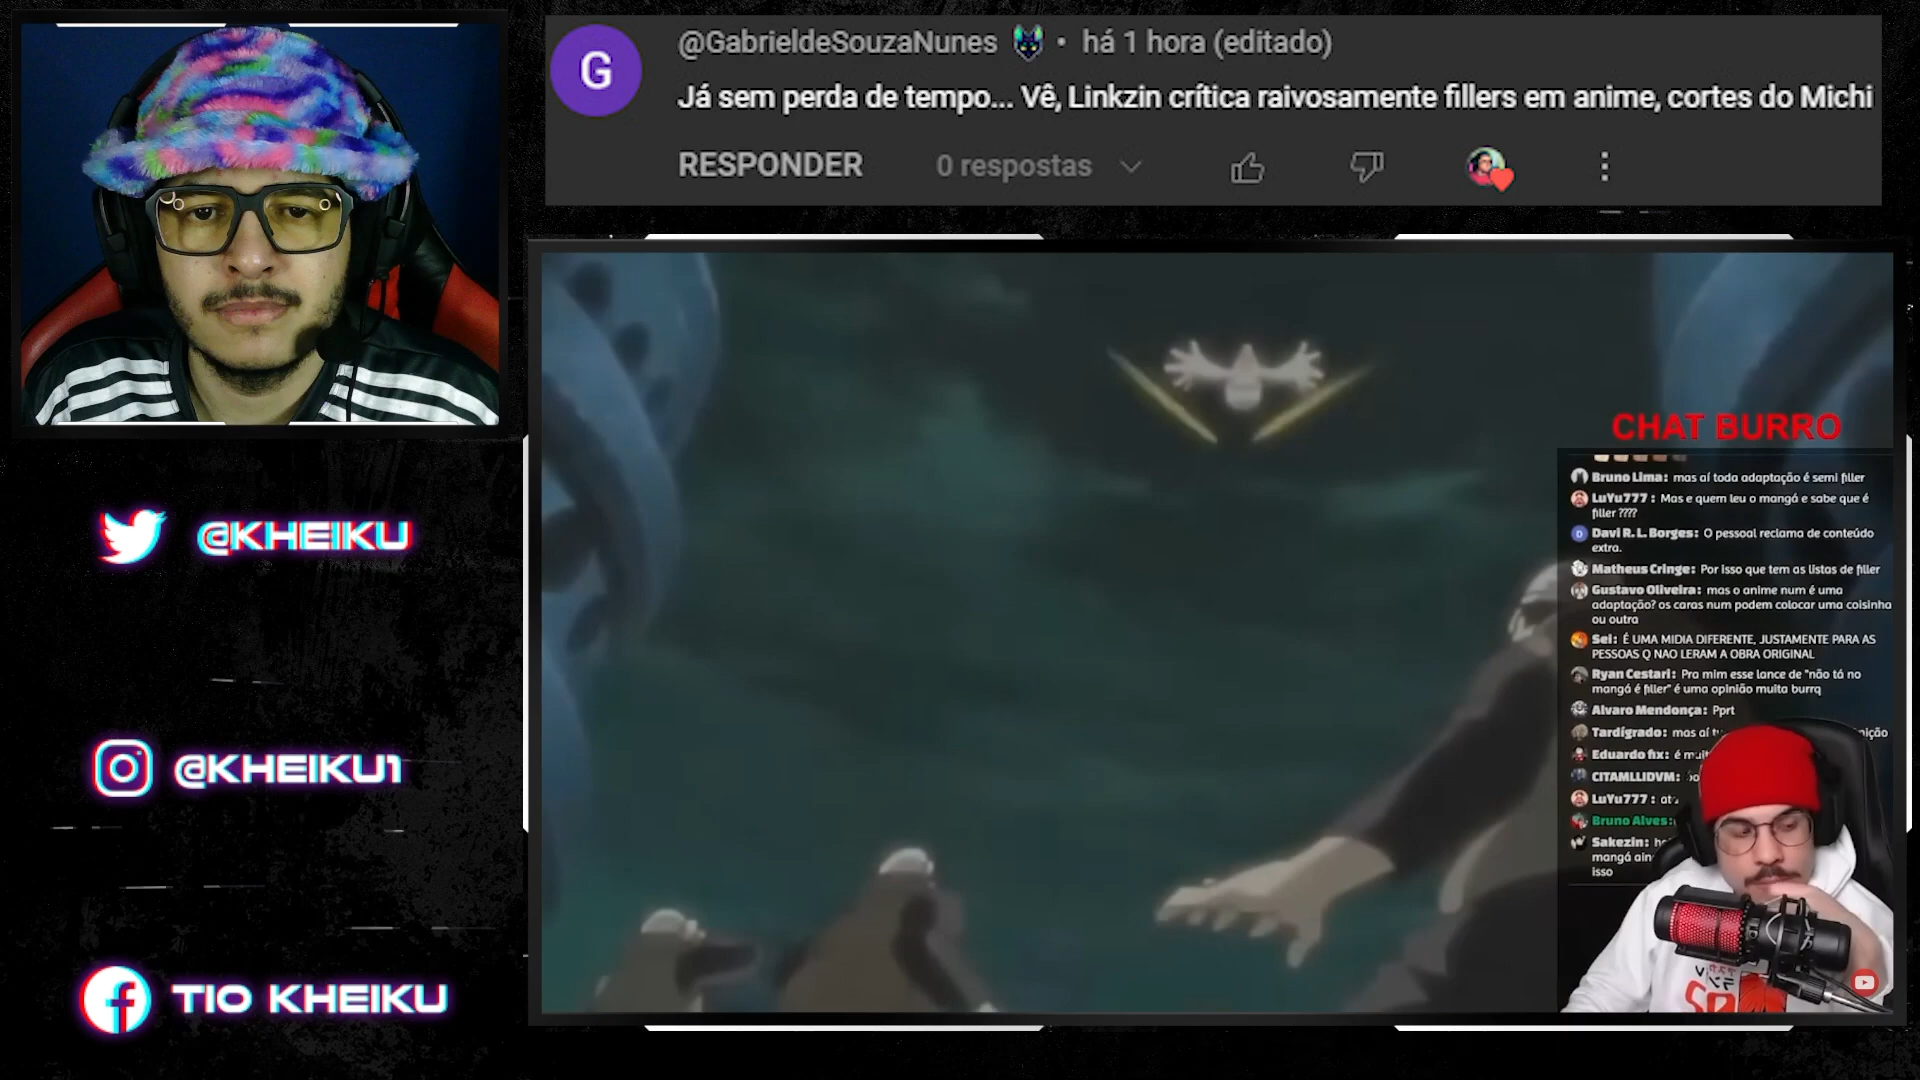 G
@GabrieldeSouzaNunes • há 1 hora (editado)
Já sem perda de tempo... Vê, Linkzin crítica raivosamente fillers em anime, cortes do Michi
RESPONDER 0 respostas
@KHEIKU
@KHEIKU1
TIO KHEIKU
CHAT BURRO
Bruno Lima: mas aí toda adaptação é semi filler
LuYu777 : Mas e quem leu o mangá e sabe que é
filler ????
D Davi R. L. Borges: O pessoal reclama de conteúdo
extra.
Matheus Cringe: Por isso que tem as listas de filler
Gustavo Oliveira: mas o anime num é uma
adaptação? os caras num podem colocar uma coisinha
ou outra
Sei: É UMA MIDIA DIFERENTE, JUSTAMENTE PARA AS
PESSOAS Q NAO LERAM A OBRA ORIGINAL
Ryan Cestari: Pra mim esse lance de "não tá no
mangá é filler" é uma opinião muita burrq
Alvaro Mendonça: Pprt
Tardígrado: mas aí
Eduardo fix: é
CITAMLLIDVM:
LuYu777 :
Bruno Alves:
Sakezin:
mangá
isso